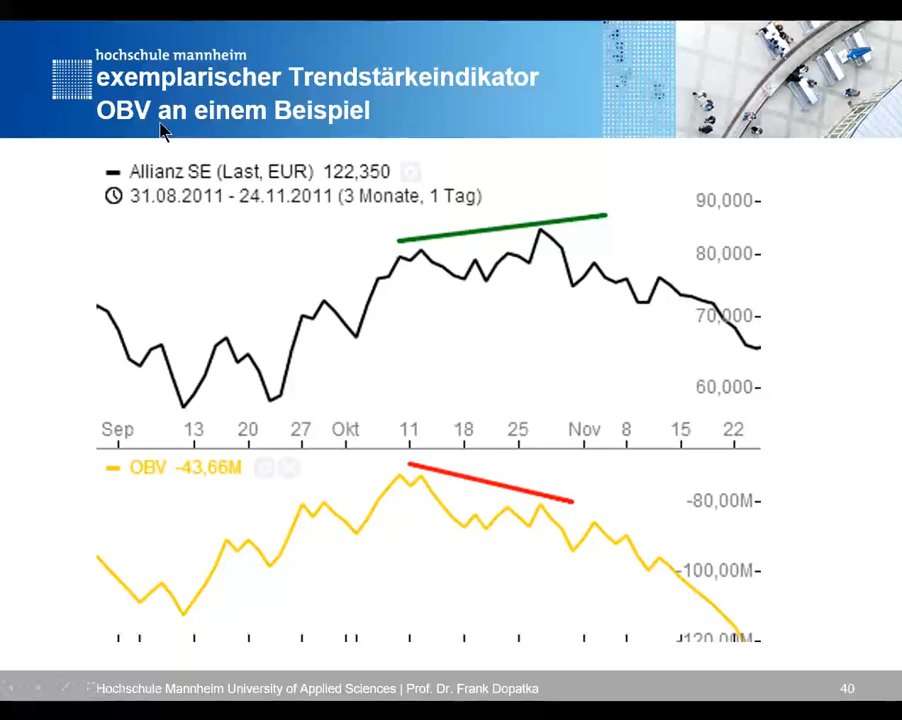 hochschule mannheim
exemplarischer Trendstärkeindikator
OBV an einem Beispiel
Allianz SE (Last, EUR) 122,350
31.08.2011 - 24.11.2011 (3 Monate, 1 Tag)
90,000
80,000
70,000
60,000
Sep 13 20 27 Okt 11 18 25 Nov 8 15 22
OBV -43,66M
-80,00M
-100,00M
-120,00M
Hochschule Mannheim University of Applied Sciences | Prof. Dr. Frank Dopatka 40